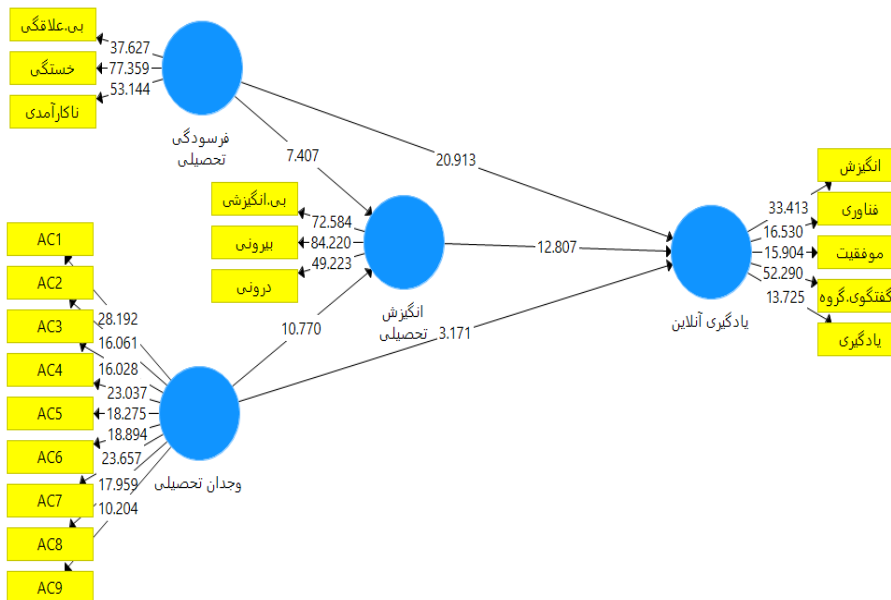 بی.علاقگی
37.627
خستگی
77.359
ناکارآمدی
53.144
فرسودگی
تحصیلی
7.407
20.913
بی.انگیزشی
72.584
بیرونی
84.220
درونی
49.223
انگیزش
تحصیلی
12.807
انگیزش
33.413
فناوری
16.530
موفقیت
15.904
گفتگوی.گروه
52.290
یادگیری
13.725
یادگیری آنلاین
AC1
28.192
AC2
16.061
AC3
16.028
AC4
23.037
AC5
18.275
AC6
18.894
AC7
23.657
AC8
17.959
AC9
10.204
وجدان تحصیلی
10.770
3.171